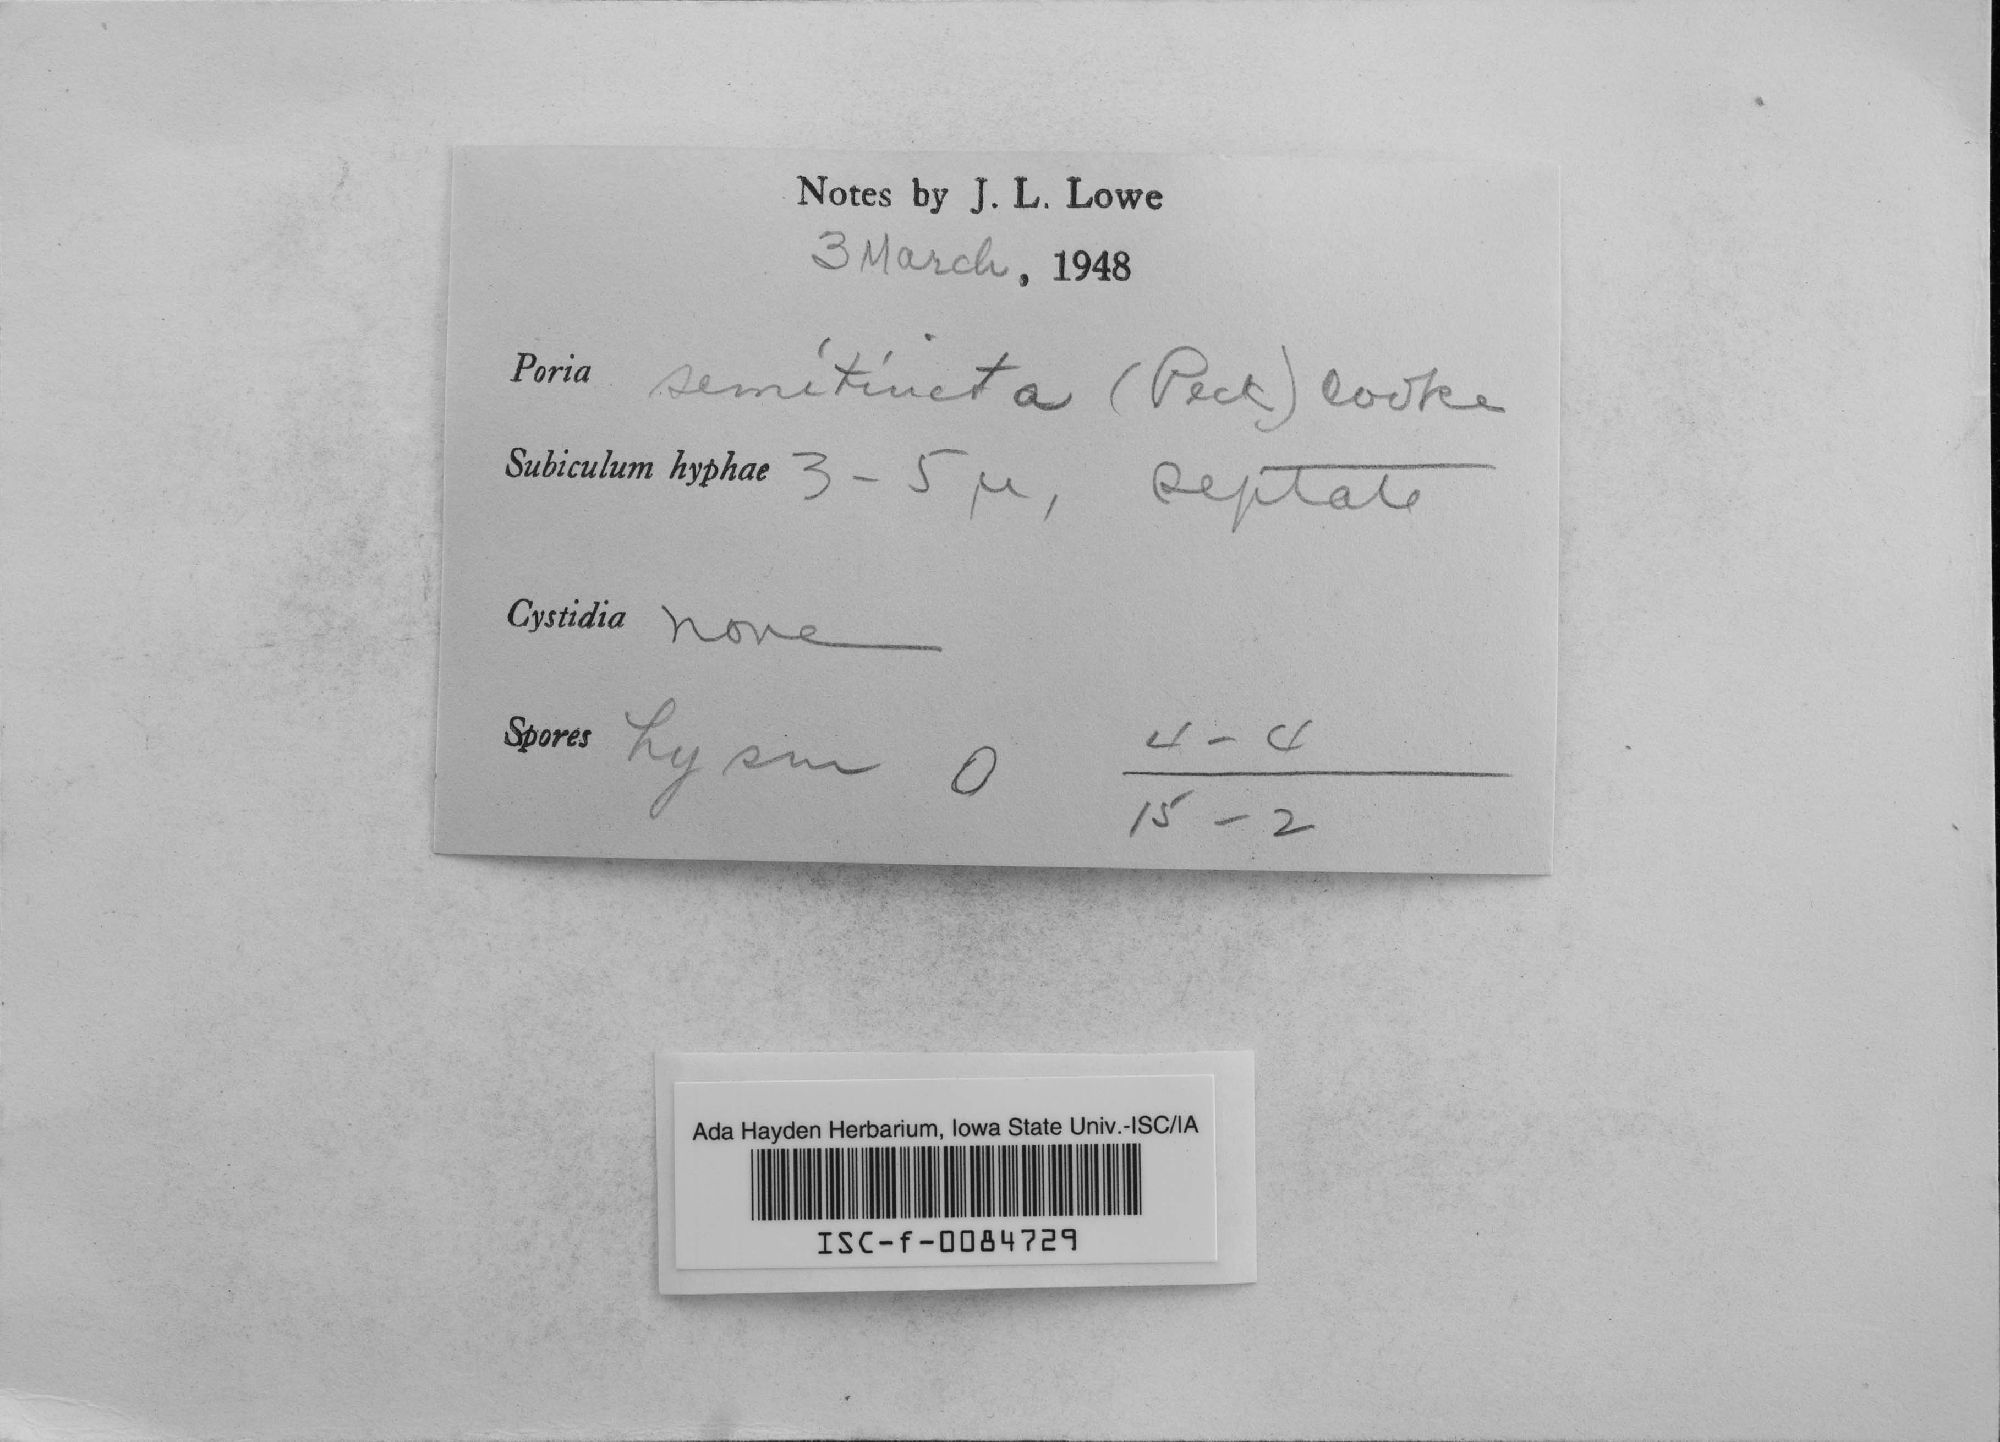 Notes by J. L. Lowe
3 March, 1948
Poria semitincta (Peck) Cooke
Subiculum hyphae 3 - 5 μ, septate
Cystidia none
Spores hy sm 0 4 - 4
15 - 2
Ada Hayden Herbarium, Iowa State Univ.-ISC/IA
ISC-f-0084729